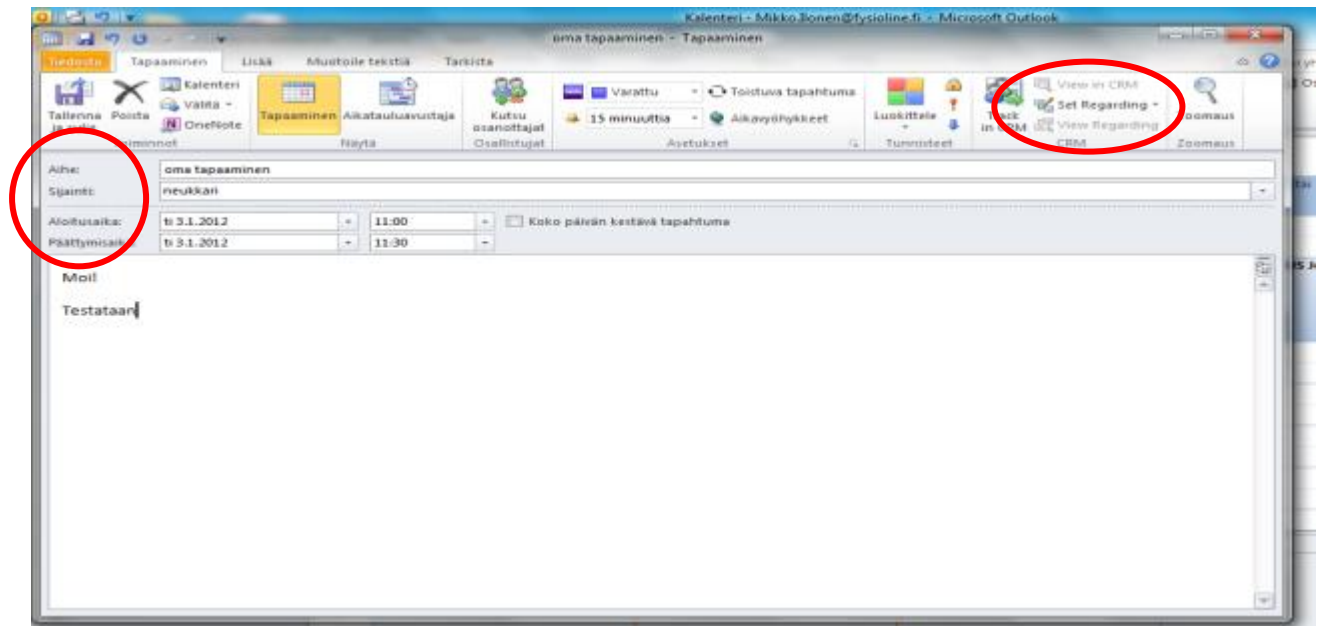 Kalenteri - Mikko.Ilonen@fysioline.fi - Microsoft Outlook
oma tapaaminen - Tapaaminen
Tiedosto Tapaaminen Lisää Muotoile tekstiä Tarkista
Kalenteri View in CRM
Varattu Toistuva tapahtuma
Tallenna Poista Valitse Tapaaminen Aikatauluavustaja Kutsu Luokittele Track Set Regarding Zoomaus
ja sulje OneNote osanottajat 15 minuuttia Aikavyöhykkeet in CRM View Regarding
Toiminnot Näytä Osallistujat Asetukset Tunnisteet CRM Zoomaus
Aihe: oma tapaaminen
Sijainti: neukkari
Aloitusaika: ti 3.1.2012 11:00 Koko päivän kestävä tapahtuma
Päättymisaika: ti 3.1.2012 11:30
Moi!
Testataan